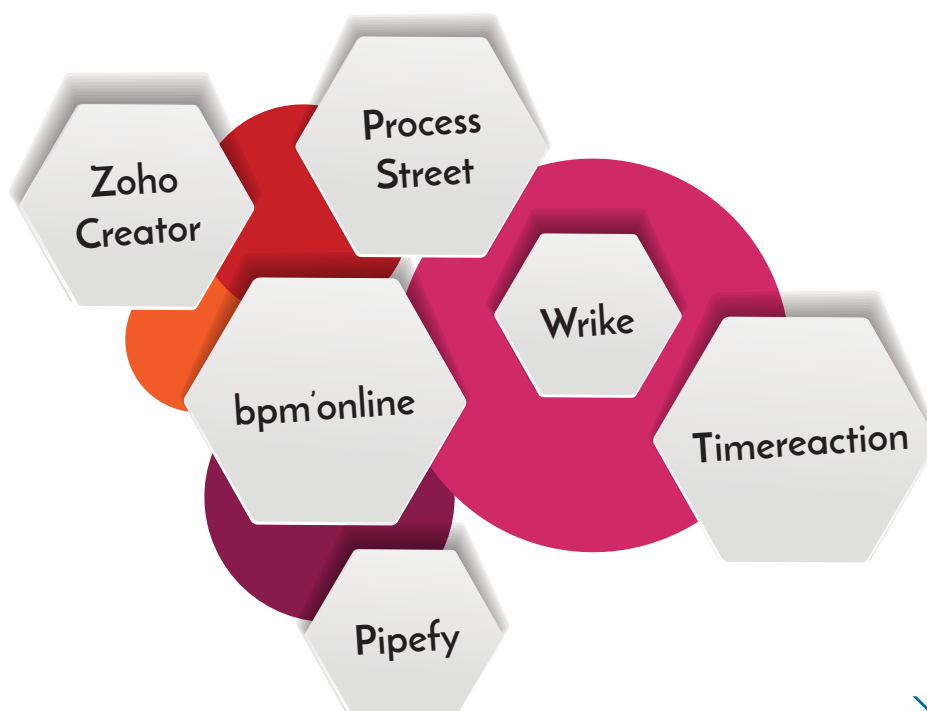 Process
Street
Zoho
Creator
Wrike
bpm'online
Timereaction
Pipefy